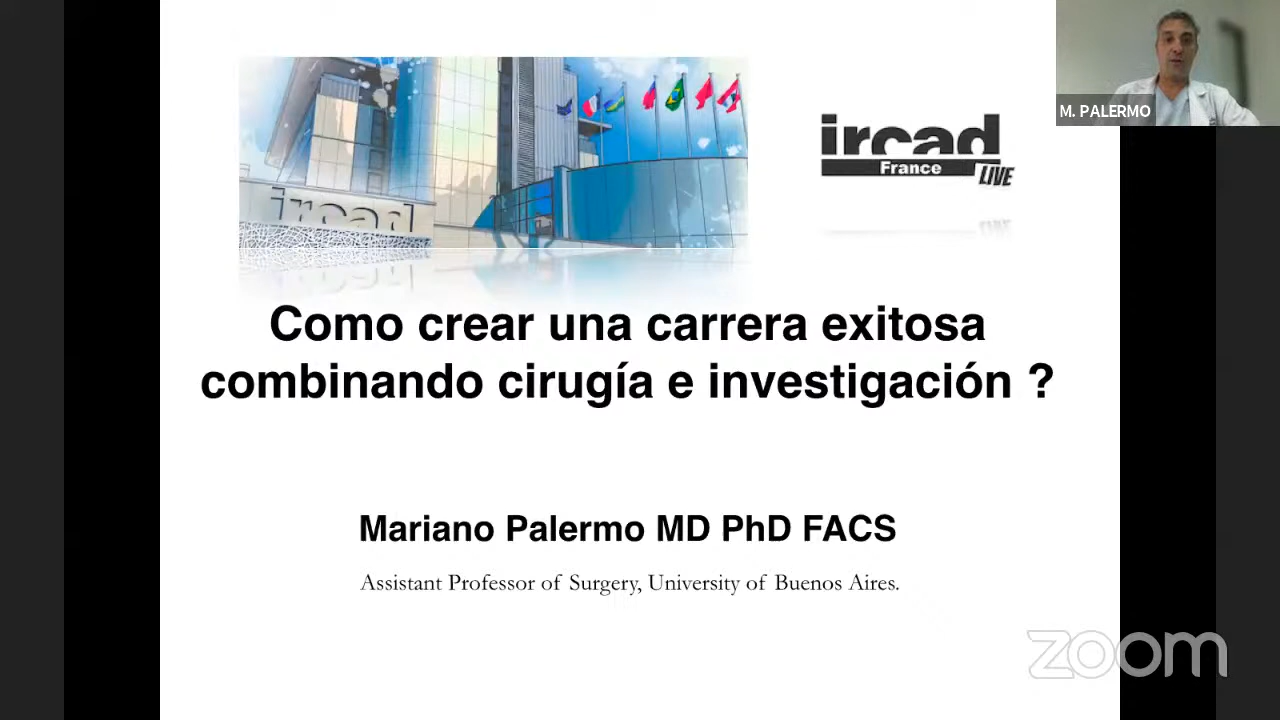 ircad
ircad
France
LIVE
M. PALERMO
Como crear una carrera exitosa
combinando cirugía e investigación ?
Mariano Palermo MD PhD FACS
Assistant Professor of Surgery, University of Buenos Aires.
zoom